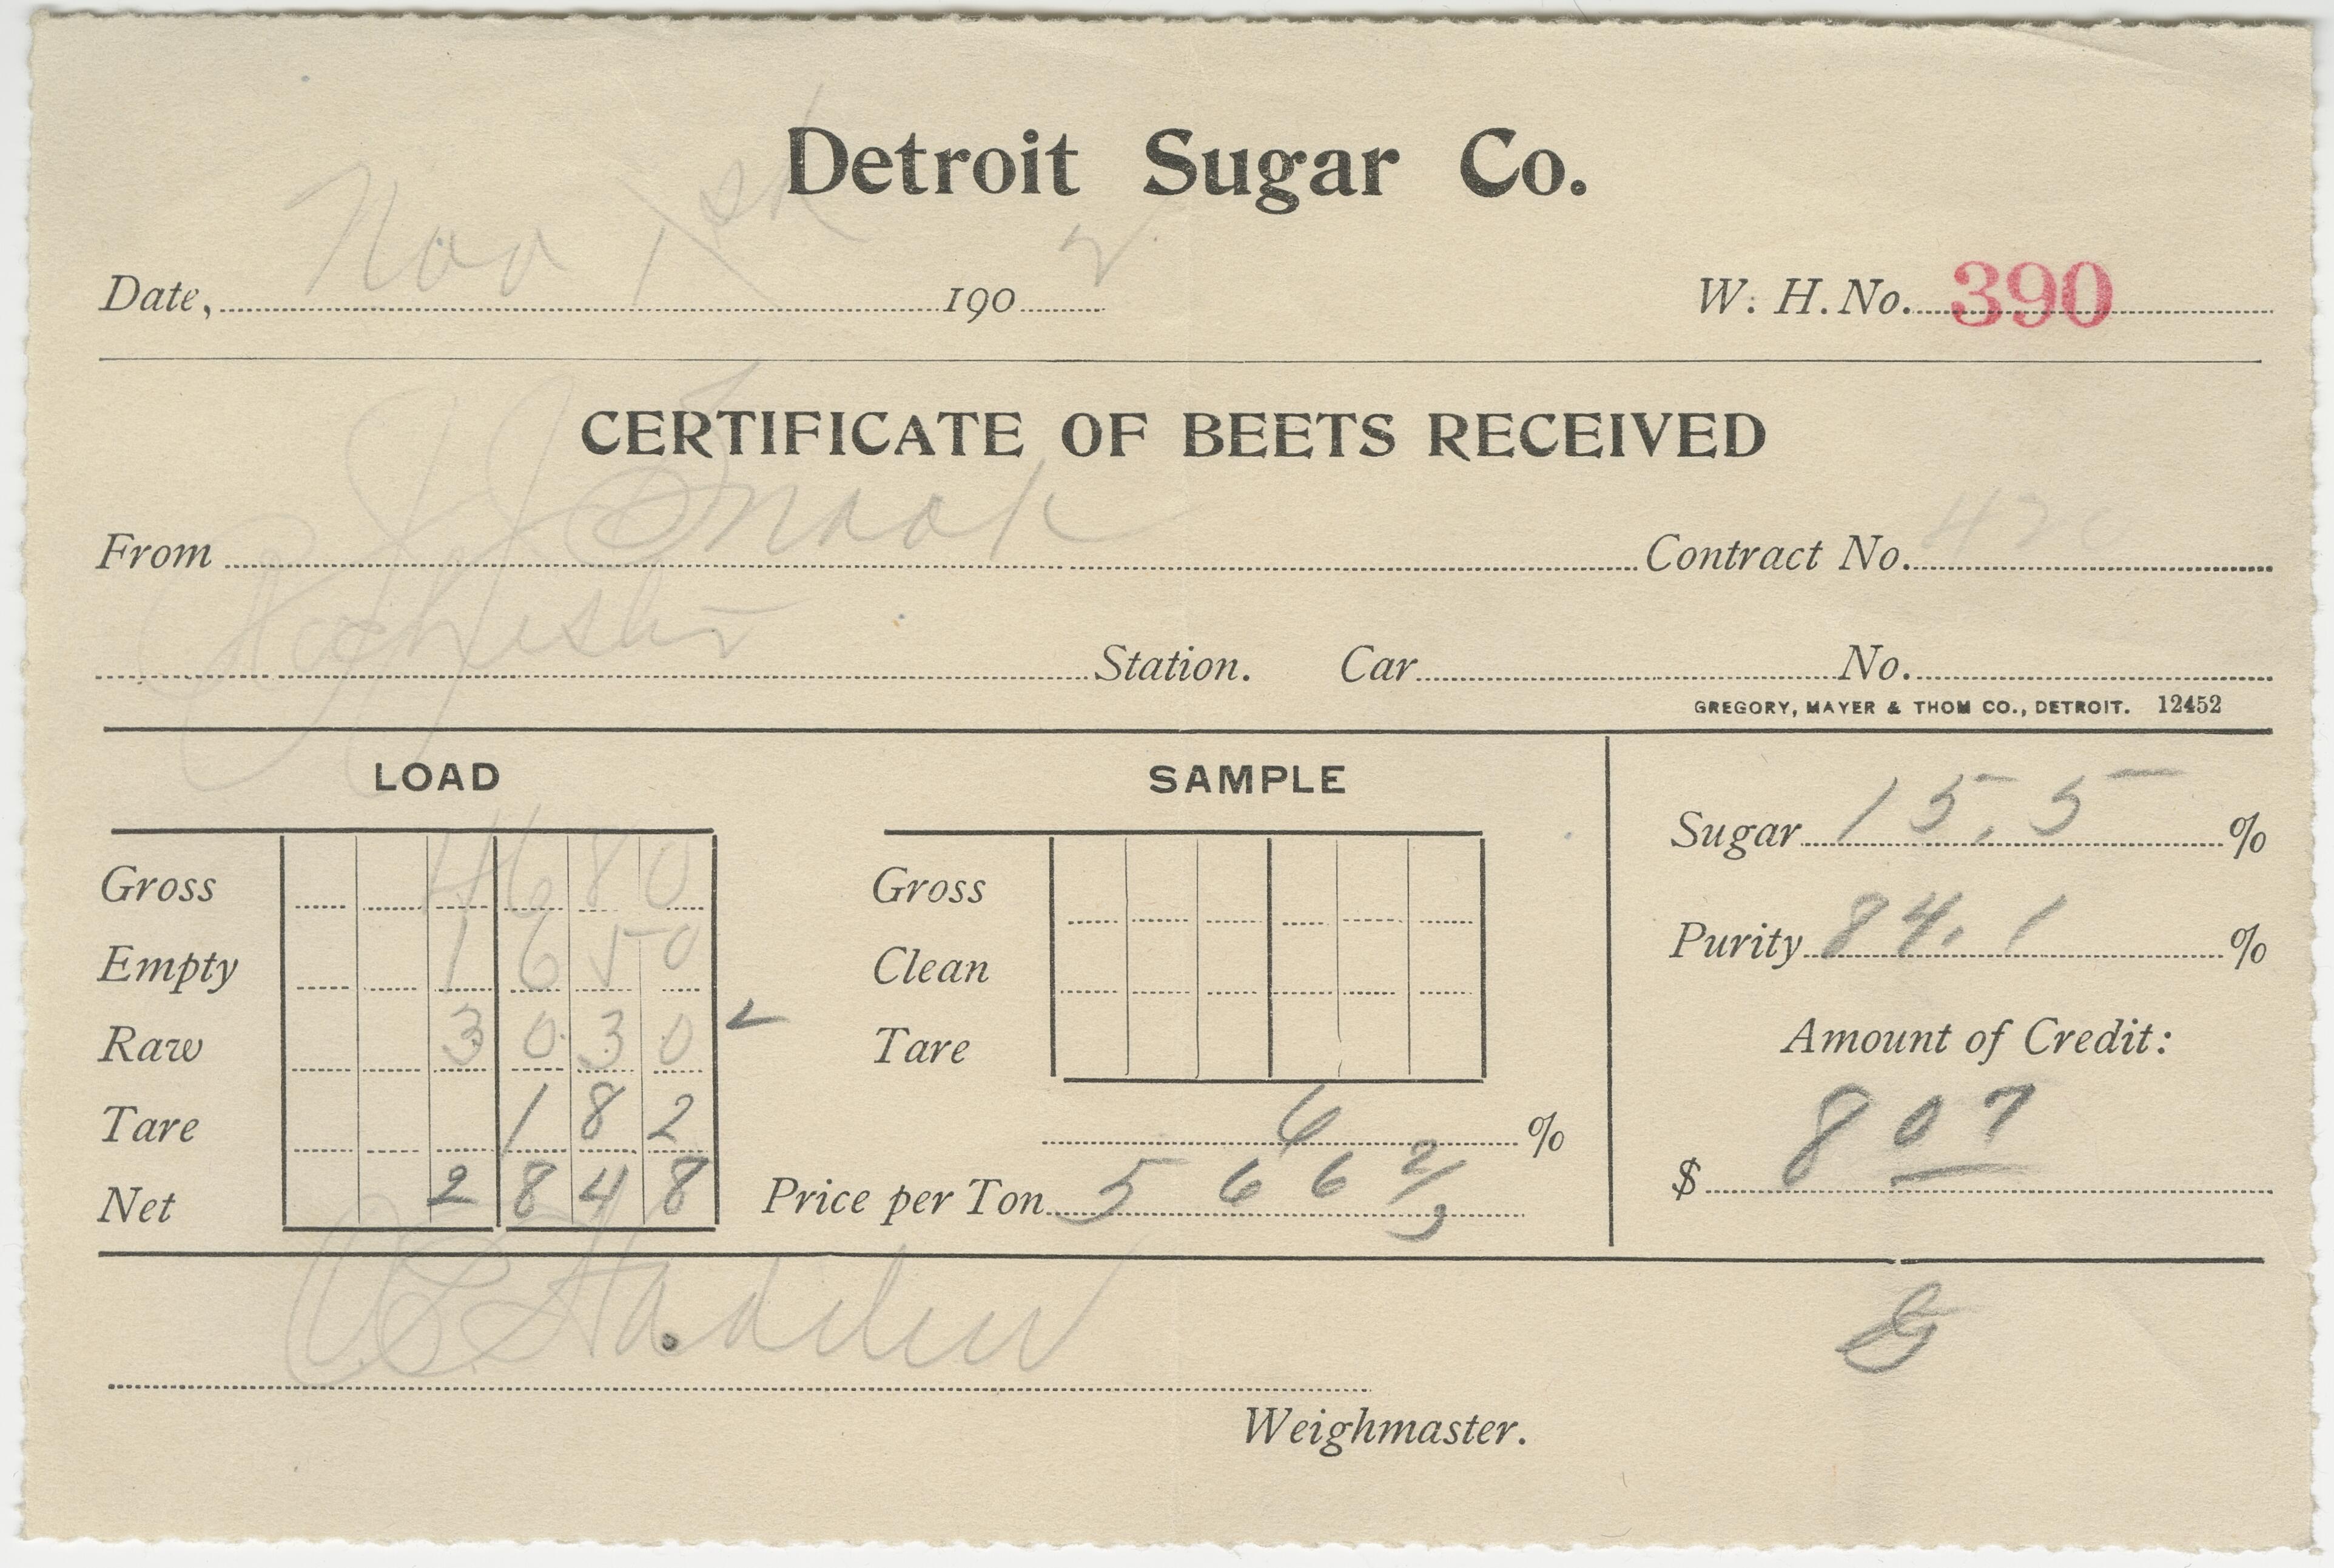 Detroit Sugar Co.
Date, Nov 1st 1902 W. H. No. 390
CERTIFICATE OF BEETS RECEIVED
From J J Snook Contract No. 420
Rochester Station. Car No.
GREGORY, MAYER & THOM CO., DETROIT. 12452
LOAD SAMPLE
Sugar 15.5 %
Gross 4680 Gross
Purity 84.1 %
Empty 1650 Clean
Raw 3030 Tare
Amount of Credit:
Tare 182 6 %
Net 2848 Price per Ton 5 66 2/3
$ 8 07
Weighmaster.